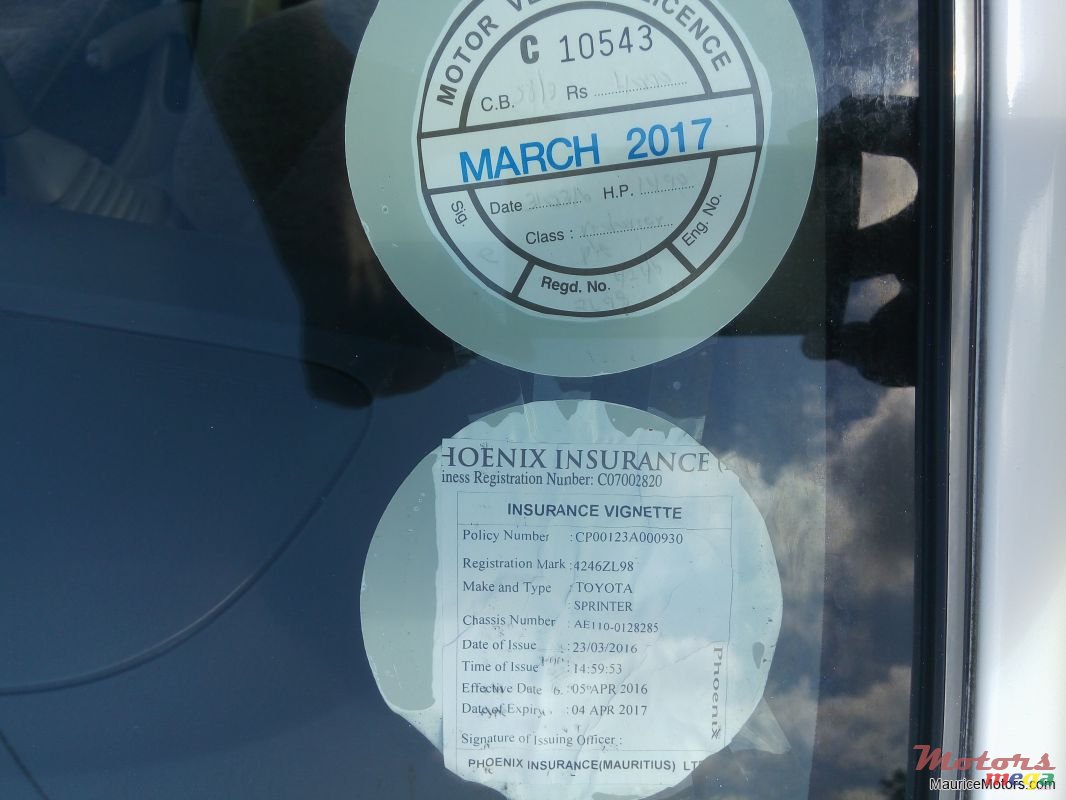 MOTOR VE LICENCE
C 10543
C.B. Rs
MARCH 2017
Date H.P.
Class :
Sig. Regd. No. Eng. No.
HOENIX INSURANCE (
iness Registration Number: C07002820
INSURANCE VIGNETTE
Policy Number : CP00123A000930
Registration Mark : 4246ZL98
Make and Type : TOYOTA
: SPRINTER
Chassis Number : AE110-0128285
Date of Issue : 23/03/2016
Time of Issue : 14:59:53
Effective Date : 05 APR 2016
Date of Expiry : 04 APR 2017
Signature of Issuing Officer :
PHOENIX INSURANCE(MAURITIUS) LT
Phoenix
Motors
mega
MauriceMotors.com